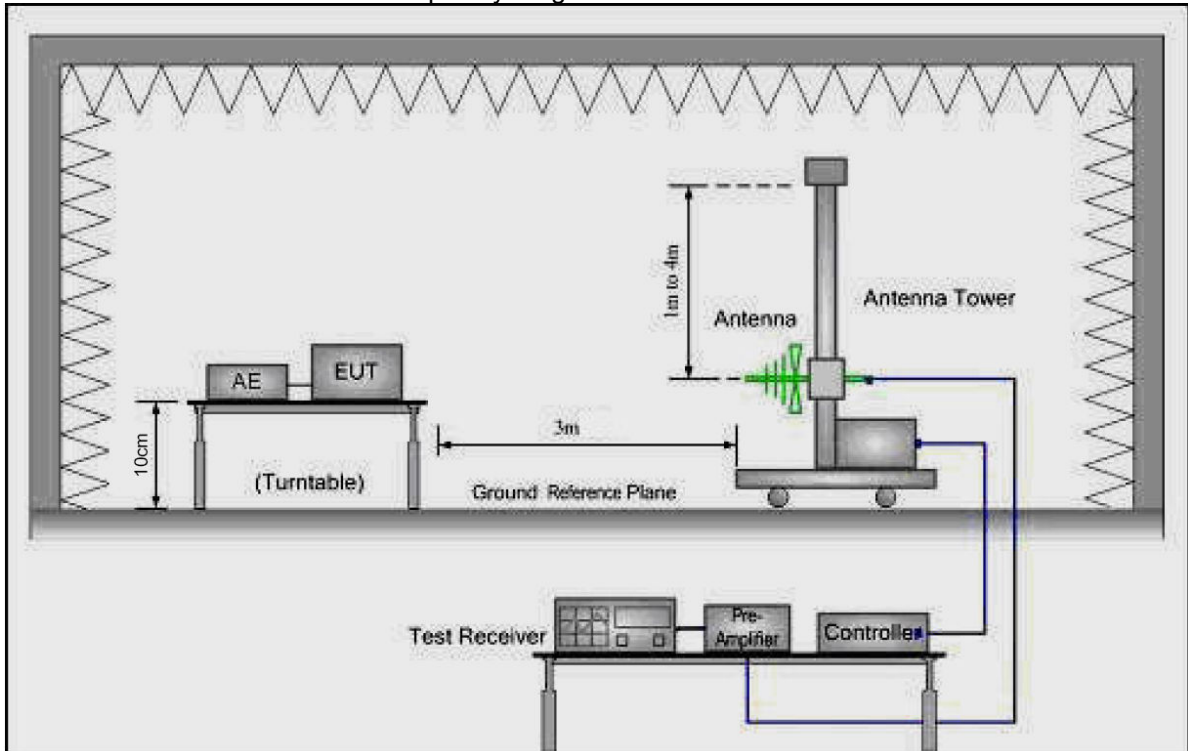 1m to 4m
Antenna Tower
Antenna
AE
EUT
3m
10cm
(Turntable)
Ground Reference Plane
Test Receiver
Pre-
Amplifier
Controller